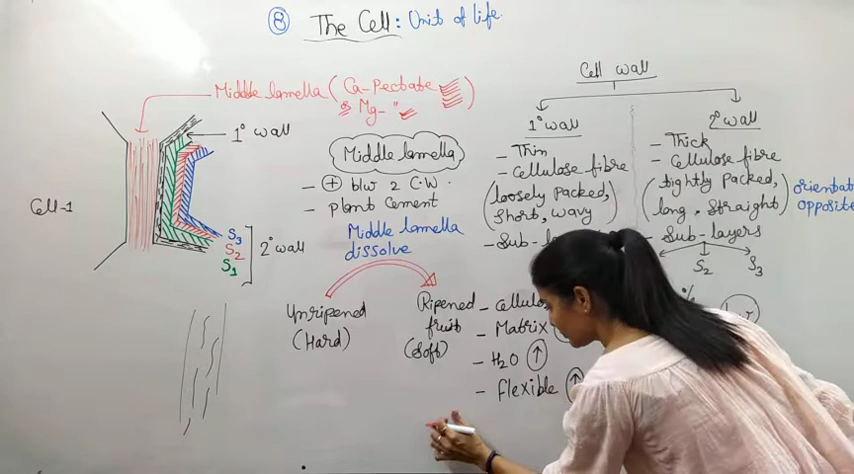 ⑧ The Cell: Unit of life.
Middle lamella (Ca-Pectate
& Mg- " )
1° wall
Cell-1
S3
S2
S1
2° wall
Middle lamella
- ⊕ b/w 2 C.W.
- Plant Cement
Middle lamella
dissolve
Unripened
(Hard)
Ripened
fruit
(Soft)
Cell wall
1° wall
- Thin
- Cellulose fibre
(loosely packed,
short, wavy)
2° wall
- Thick
- Cellulose fibre
(tightly packed,
long, straight)
- Sub-layers
S2
S3
- Matrix
- H2O ↑
- flexible ↑